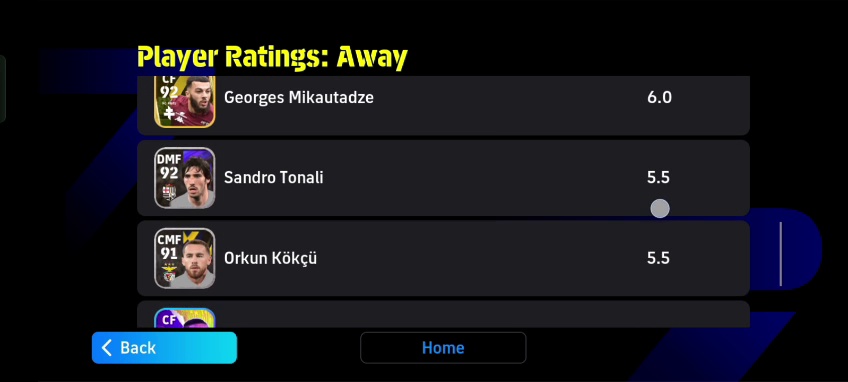 Player Ratings: Away
CF
92
Georges Mikautadze
6.0
DMF
92
Sandro Tonali
5.5
CMF
91
Orkun Kökçü
5.5
CF
Back
Home